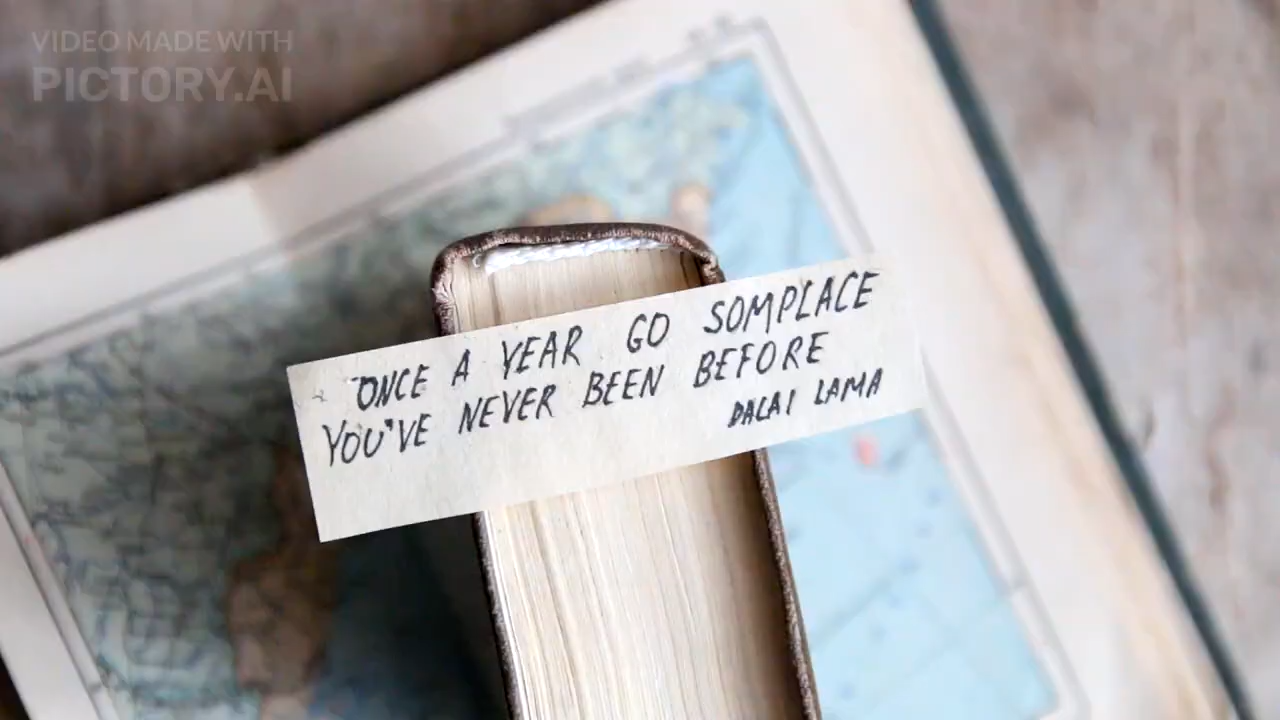 VIDEO MADE WITH
PICTORY.AI
ONCE A YEAR GO SOMPLACE
YOU'VE NEVER BEEN BEFORE
DALAI LAMA